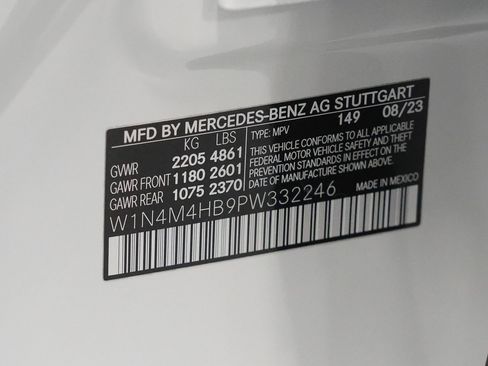 MFD BY MERCEDES-BENZ AG STUTTGART
KG LBS TYPE: MPV 149 08/23
GVWR 2205 4861
GAWR FRONT 1180 2601
GAWR REAR 1075 2370
THIS VEHICLE CONFORMS TO ALL APPLICABLE
FEDERAL MOTOR VEHICLE SAFETY AND THEFT
PREVENTION STANDARDS IN EFFECT ON THE
DATE OF MANUFACTURE SHOWN ABOVE.
W1N4M4HB9PW332246 MADE IN MEXICO